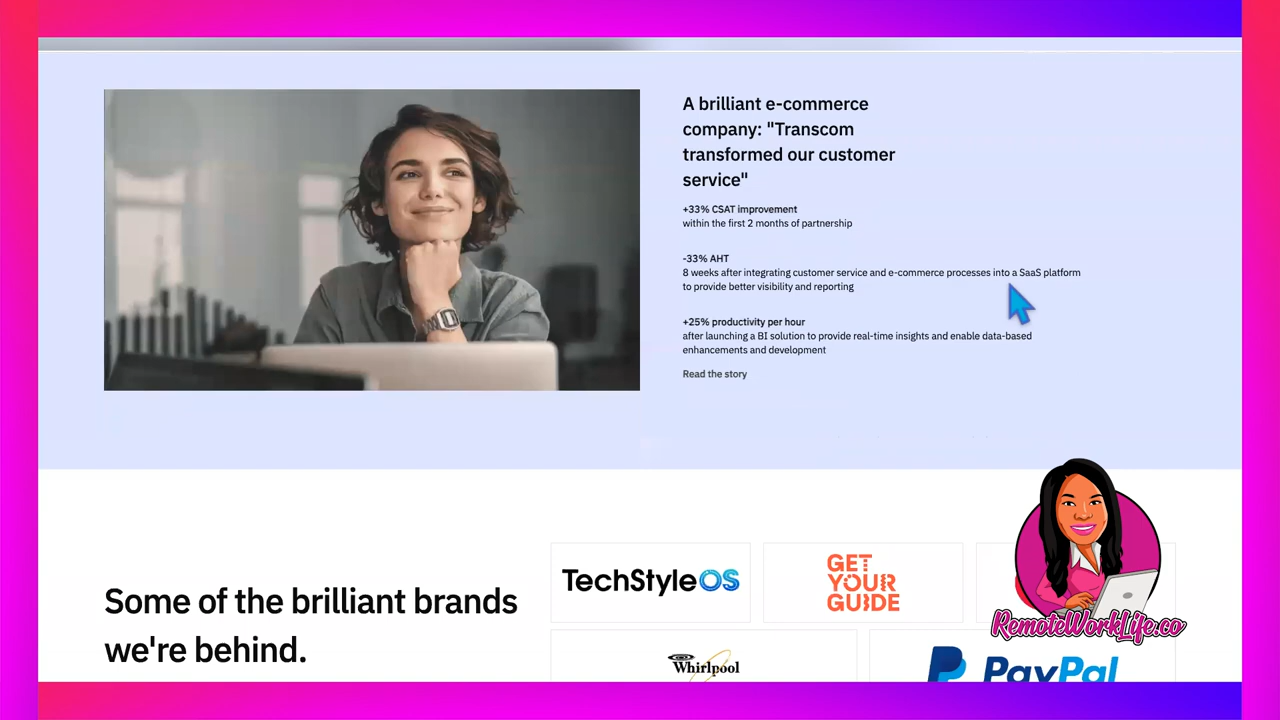 A brilliant e-commerce
company: "Transcom
transformed our customer
service"
+33% CSAT improvement
within the first 2 months of partnership
-33% AHT
8 weeks after integrating customer service and e-commerce processes into a SaaS platform
to provide better visibility and reporting
+25% productivity per hour
after launching a BI solution to provide real-time insights and enable data-based
enhancements and development
Read the story
Some of the brilliant brands
we're behind.
TechStyleOS
GET
YOUR
GUIDE
Whirlpool
PayPal
RemoteWorkLife.co